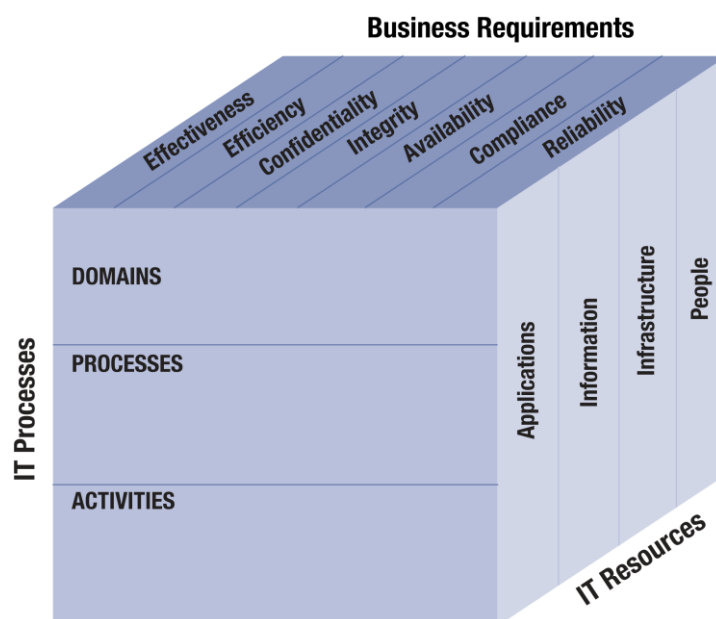 Business Requirements
Effectiveness
Efficiency
Confidentiality
Integrity
Availability
Compliance
Reliability
IT Processes
DOMAINS
PROCESSES
ACTIVITIES
Applications
Information
Infrastructure
People
IT Resources